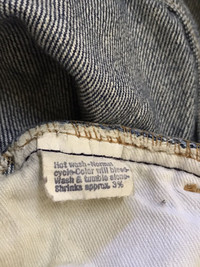 Hot wash-Normal
cycle-Color will bleed-
Wash & tumble alone-
Shrinks approx. 3%